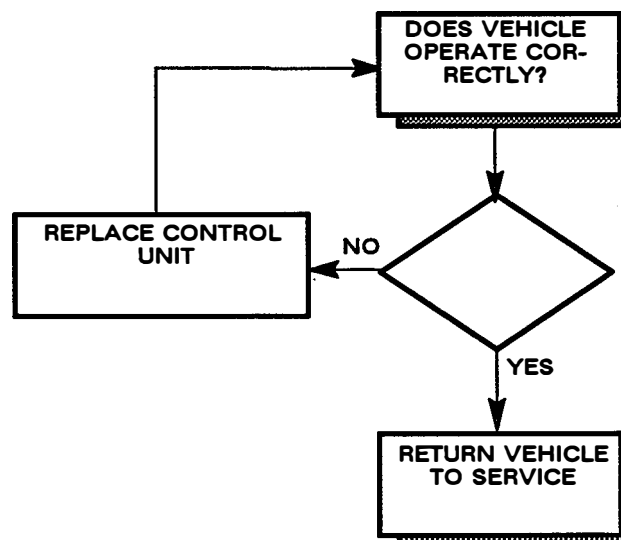 DOES VEHICLE
OPERATE COR-
RECTLY?
REPLACE CONTROL
UNIT
NO
YES
RETURN VEHICLE
TO SERVICE